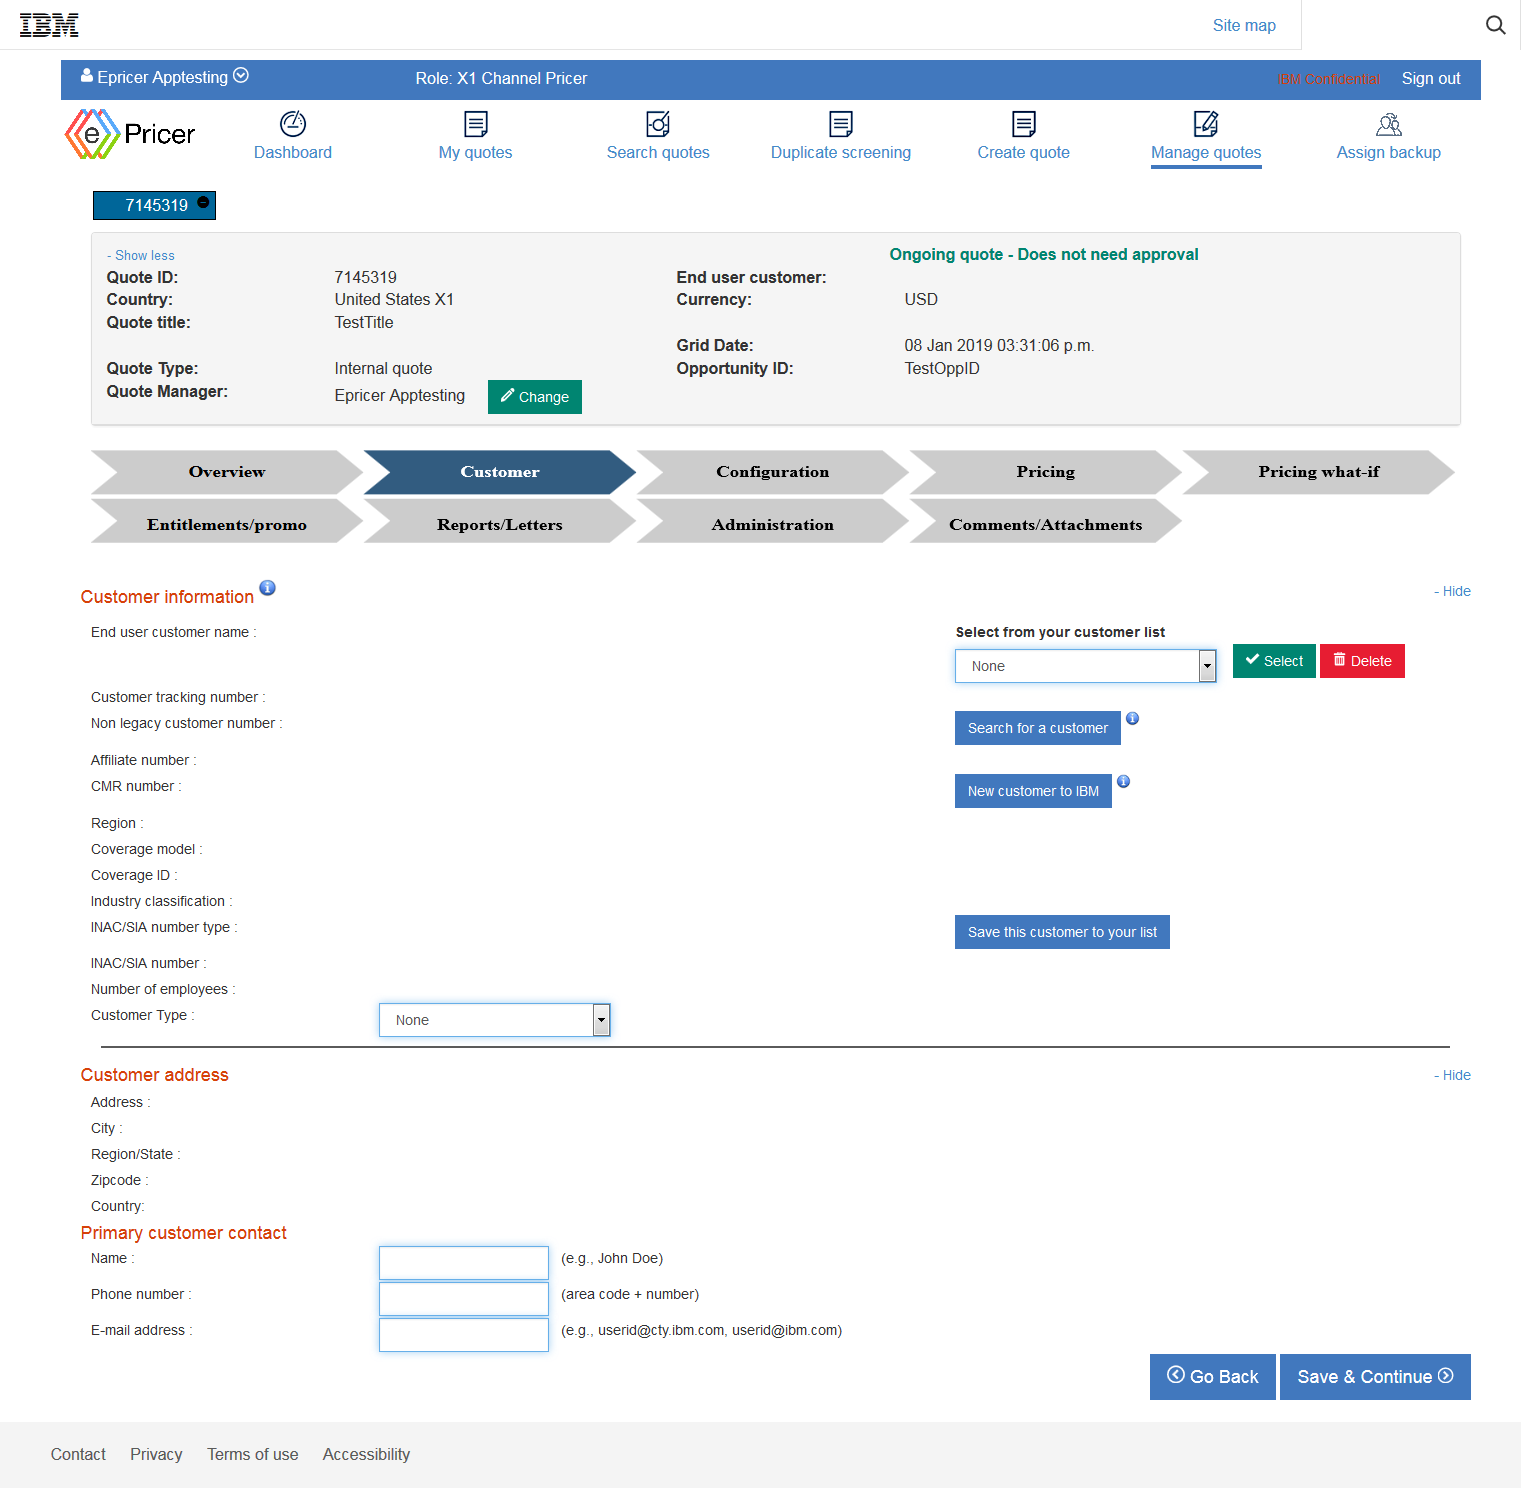 IBM
Site map
Epricer Apptesting
Role: X1 Channel Pricer
IBM Confidential
Sign out
e Pricer
Dashboard
My quotes
Search quotes
Duplicate screening
Create quote
Manage quotes
Assign backup
7145319
- Show less
Ongoing quote - Does not need approval
Quote ID: 7145319 End user customer:
Country: United States X1 Currency: USD
Quote title: TestTitle
Grid Date: 08 Jan 2019 03:31:06 p.m.
Quote Type: Internal quote Opportunity ID: TestOppID
Quote Manager: Epricer Apptesting Change
Overview Customer Configuration Pricing Pricing what-if
Entitlements/promo Reports/Letters Administration Comments/Attachments
Customer information i - Hide
End user customer name : Select from your customer list
None Select Delete
Customer tracking number :
Non legacy customer number : Search for a customer i
Affiliate number :
CMR number : New customer to IBM i
Region :
Coverage model :
Coverage ID :
Industry classification :
INAC/SIA number type : Save this customer to your list
INAC/SIA number :
Number of employees :
Customer Type : None
Customer address - Hide
Address :
City :
Region/State :
Zipcode :
Country:
Primary customer contact
Name : (e.g., John Doe)
Phone number : (area code + number)
E-mail address : (e.g., userid@cty.ibm.com, userid@ibm.com)
Go Back Save & Continue
Contact Privacy Terms of use Accessibility